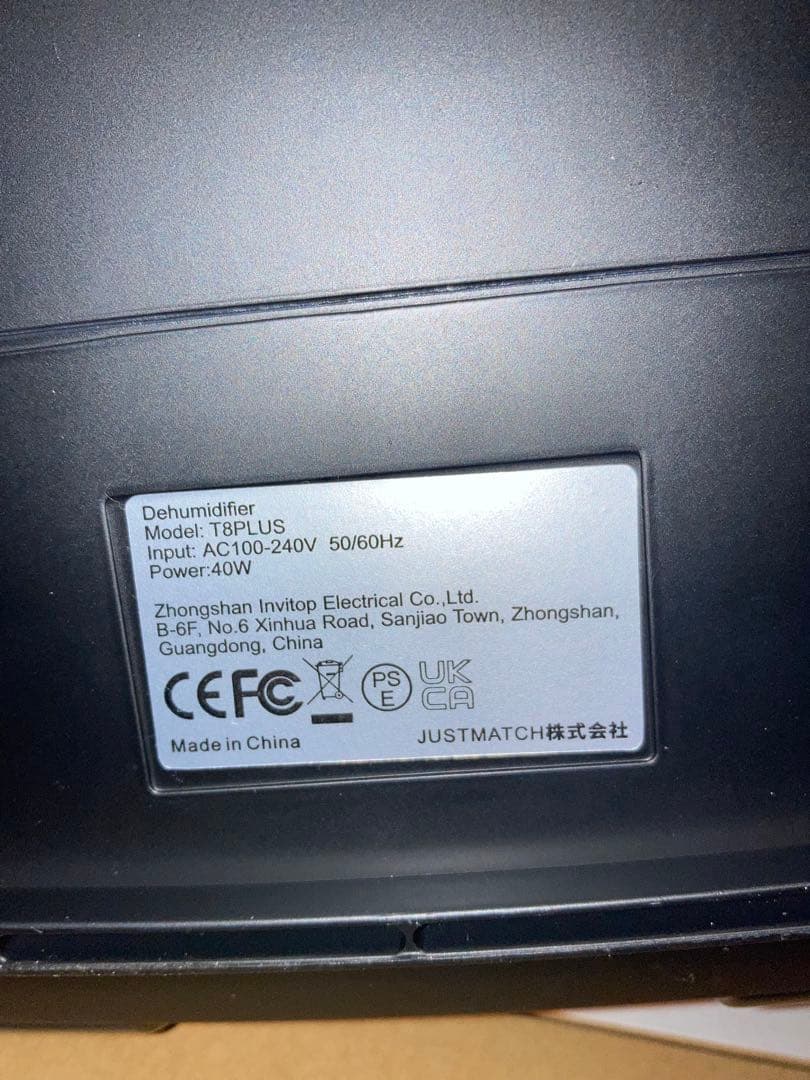 Dehumidifier
Model: T8PLUS
Input: AC100-240V 50/60Hz
Power:40W
Zhongshan Invitop Electrical Co.,Ltd.
B-6F, No.6 Xinhua Road, Sanjiao Town, Zhongshan,
Guangdong, China
CE FC PS E UK CA
Made in China JUSTMATCH株式会社